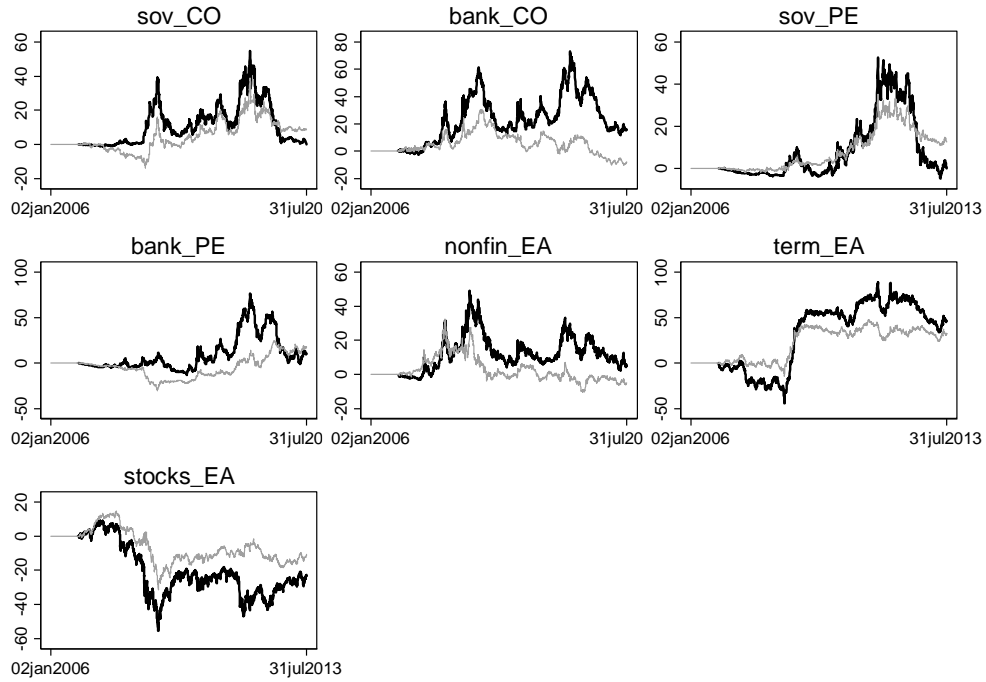 sov_CO
60
40
20
0
-20
02jan2006
31jul20
bank_CO
80
60
40
20
0
-20
02jan2006
31jul20
sov_PE
60
40
20
0
02jan2006
31jul2013
bank_PE
100
50
0
-50
02jan2006
31jul20
nonfin_EA
60
40
20
0
-20
02jan2006
31jul20
term_EA
100
50
0
-50
02jan2006
31jul2013
stocks_EA
20
0
-20
-40
-60
02jan2006
31jul2013